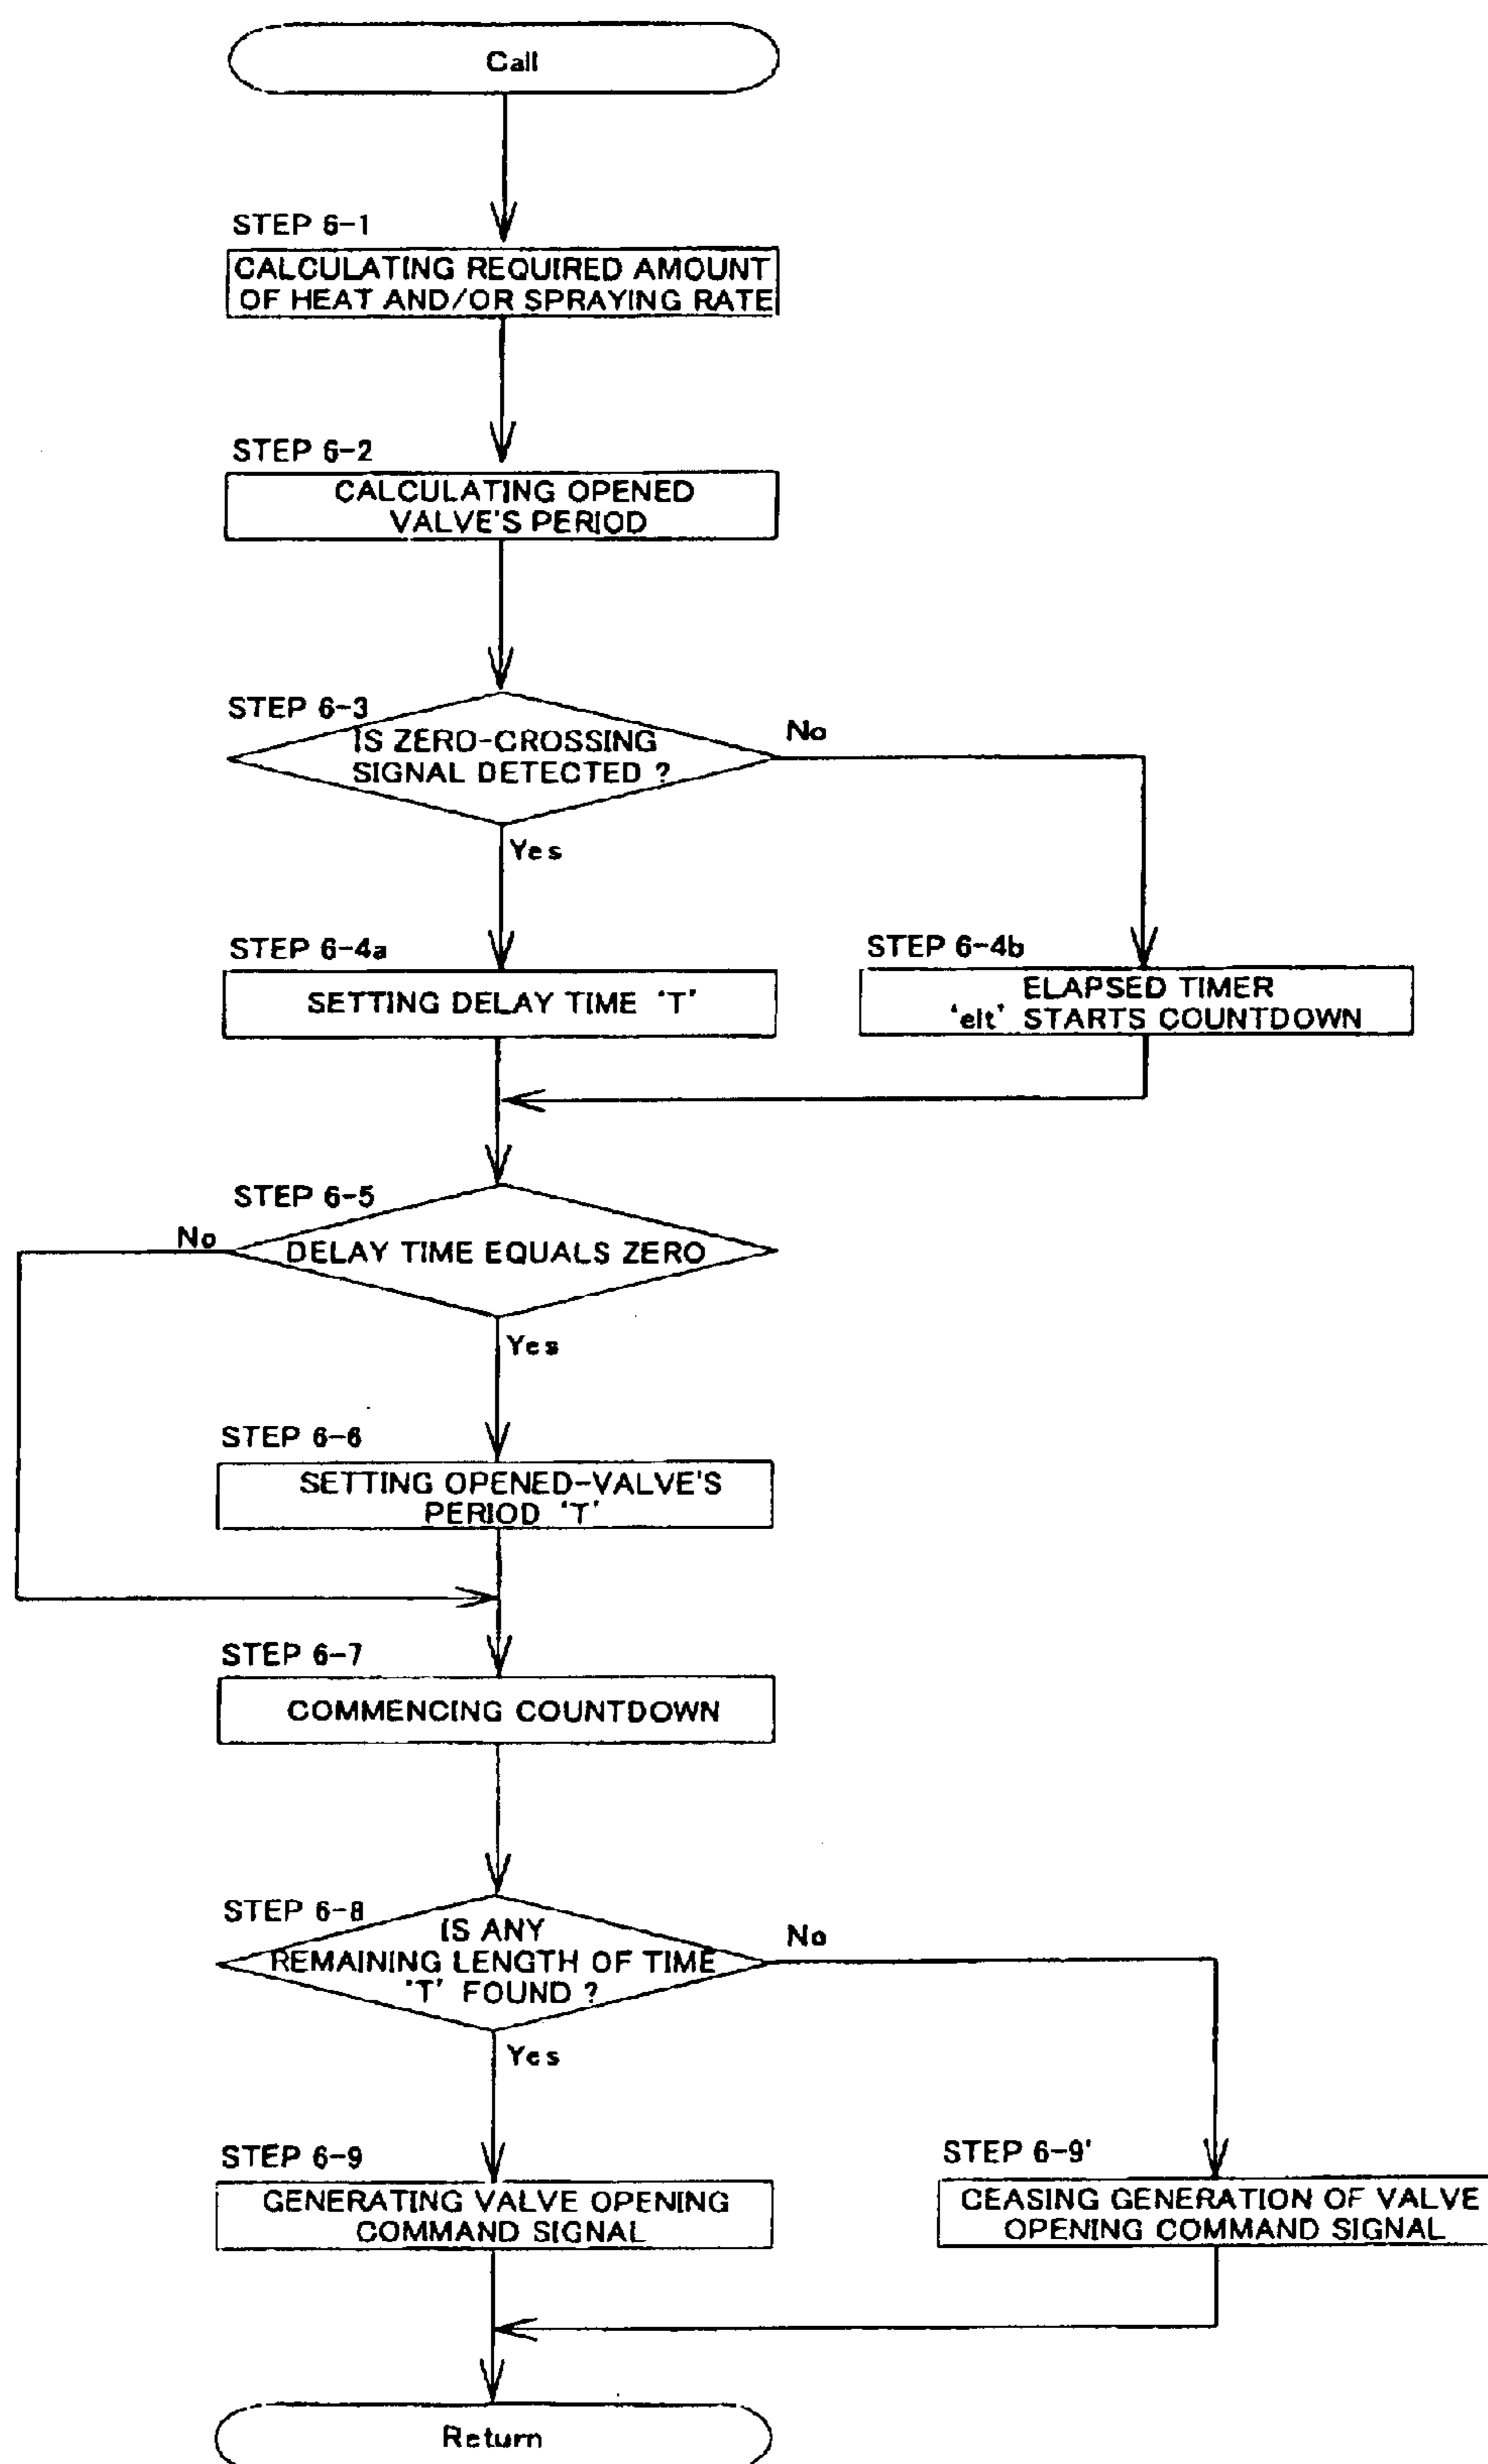 Call
STEP 6-1
CALCULATING REQUIRED AMOUNT
OF HEAT AND/OR SPRAYING RATE
STEP 6-2
CALCULATING OPENED
VALVE'S PERIOD
STEP 6-3
IS ZERO-CROSSING
SIGNAL DETECTED ?
No
Yes
STEP 6-4a
SETTING DELAY TIME 'T'
STEP 6-4b
ELAPSED TIMER
'elt' STARTS COUNTDOWN
STEP 6-5
No
DELAY TIME EQUALS ZERO
Yes
STEP 6-6
SETTING OPENED-VALVE'S
PERIOD 'T'
STEP 6-7
COMMENCING COUNTDOWN
STEP 6-8
IS ANY
REMAINING LENGTH OF TIME
'T' FOUND ?
No
Yes
STEP 6-9
GENERATING VALVE OPENING
COMMAND SIGNAL
STEP 6-9'
CEASING GENERATION OF VALVE
OPENING COMMAND SIGNAL
Return